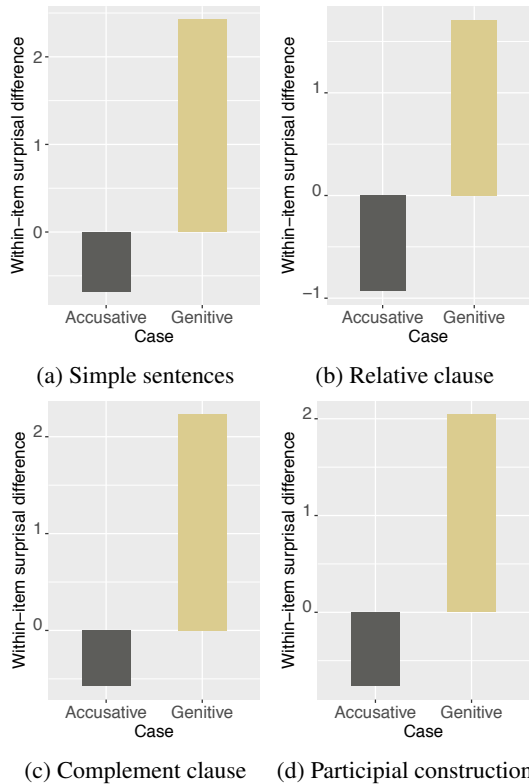 Within-item surprisal difference
2
1
0
Accusative Genitive
Case
(a) Simple sentences
Within-item surprisal difference
1
0
−1
Accusative Genitive
Case
(b) Relative clause
Within-item surprisal difference
2
1
0
Accusative Genitive
Case
(c) Complement clause
Within-item surprisal difference
2
1
0
Accusative Genitive
Case
(d) Participial construction